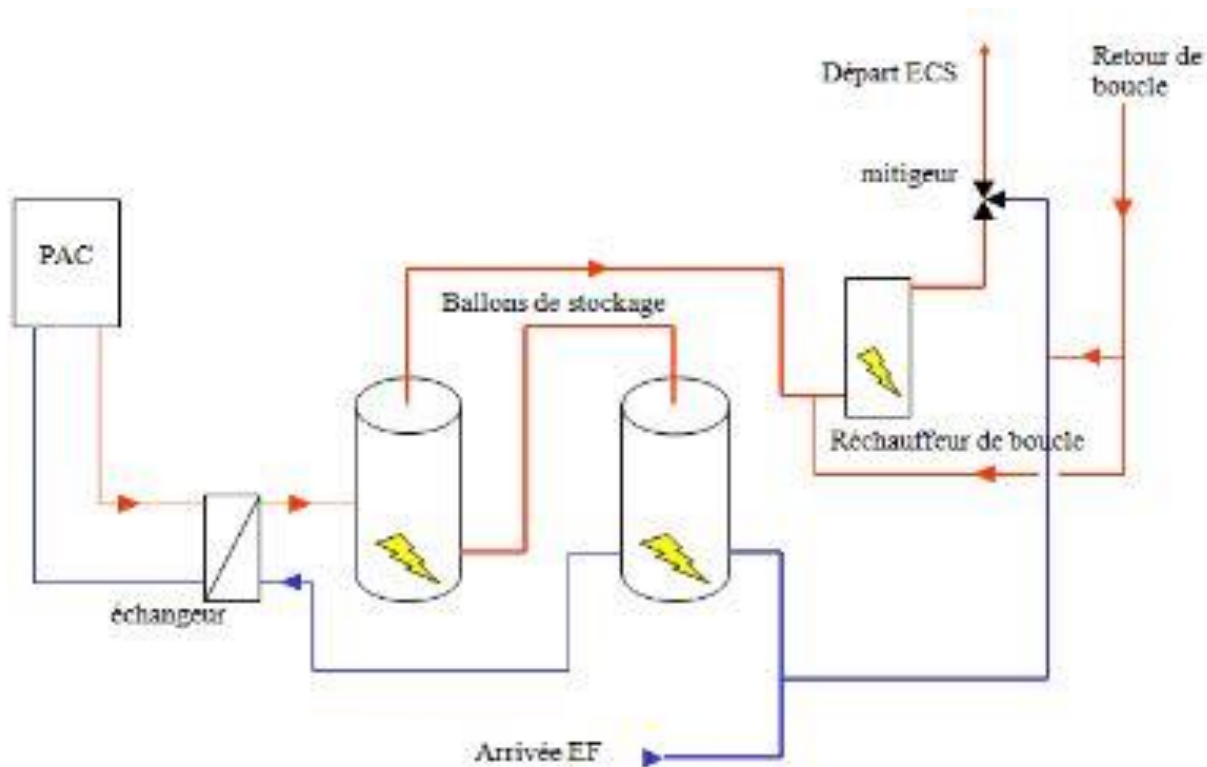 Départ ECS
Retour de
boucle
mitigeur
PAC
Ballons de stockage
Réchauffeur de boucle
échangeur
Arrivée EF